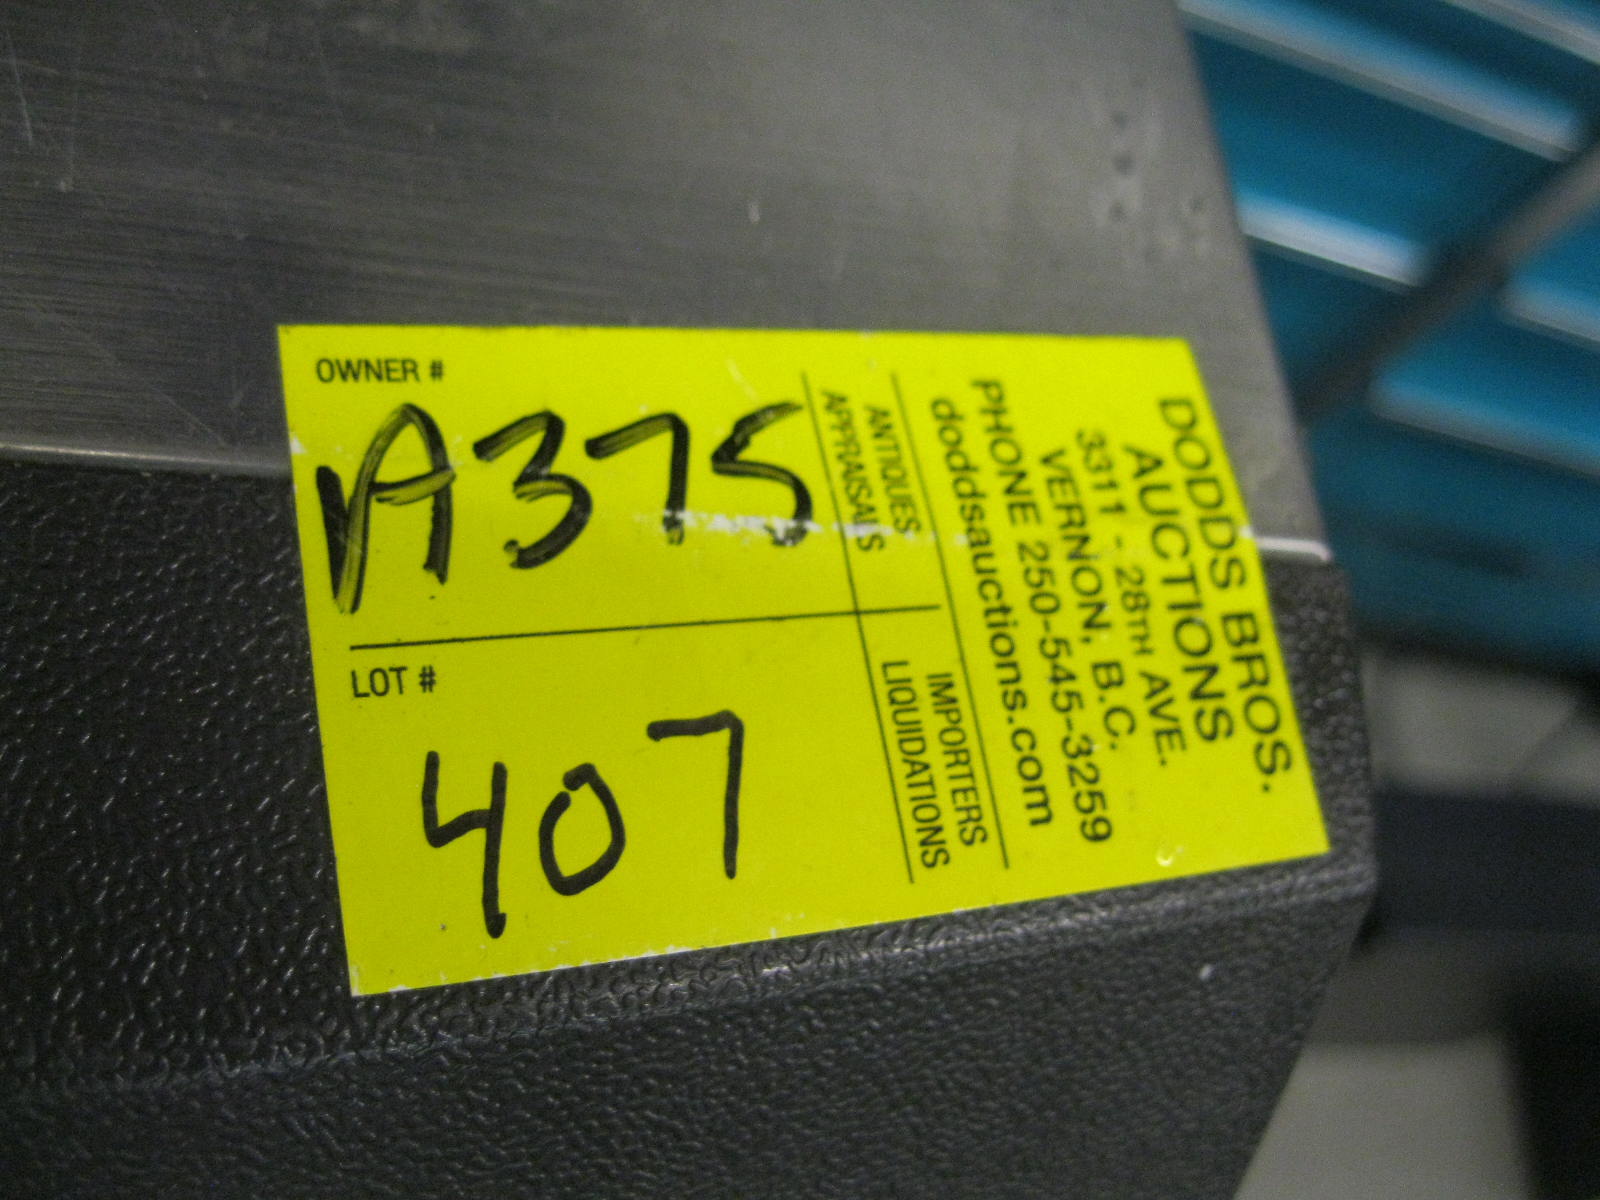 OWNER #
A375
LOT #
407
ANTIQUES
APPRAISALS
IMPORTERS
LIQUIDATIONS
DODDS BROS.
AUCTIONS
3311 - 28TH AVE.
VERNON, B.C.
PHONE 250-545-3259
doddsauctions.com